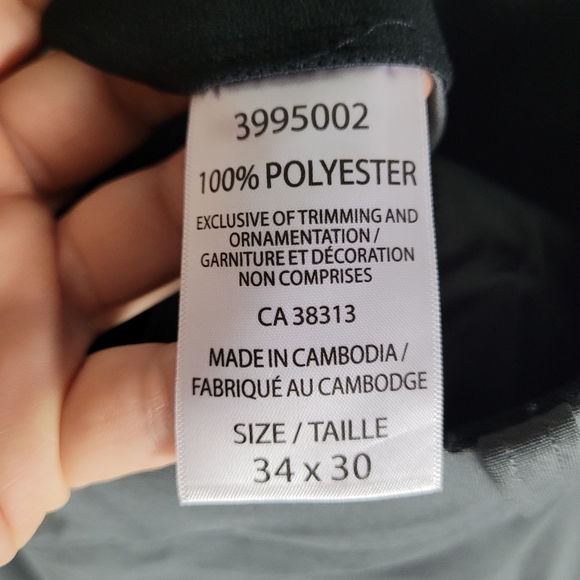 3995002
100% POLYESTER
EXCLUSIVE OF TRIMMING AND
ORNAMENTATION /
GARNITURE ET DÉCORATION
NON COMPRISES
CA 38313
MADE IN CAMBODIA /
FABRIQUÉ AU CAMBODGE
SIZE / TAILLE
34 x 30